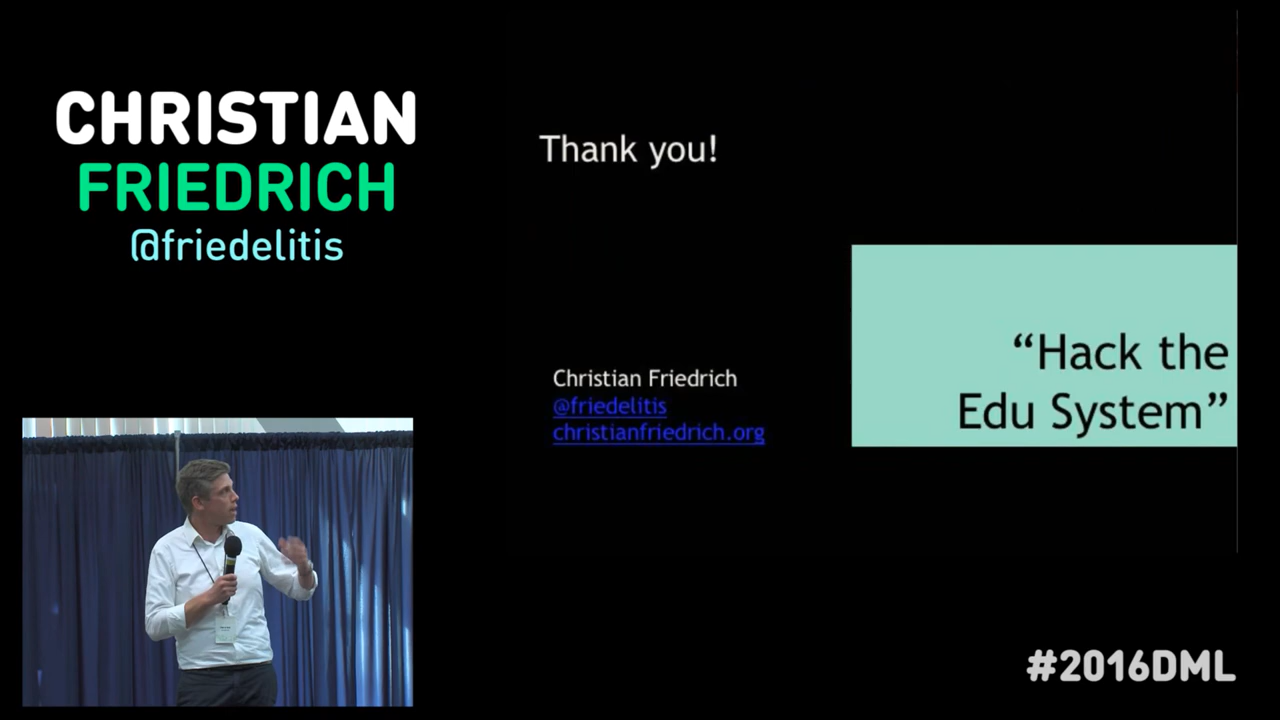 CHRISTIAN
FRIEDRICH
@friedelitis
Thank you!
Christian Friedrich
@friedelitis
christianfriedrich.org
“Hack the
Edu System”
#2016DML